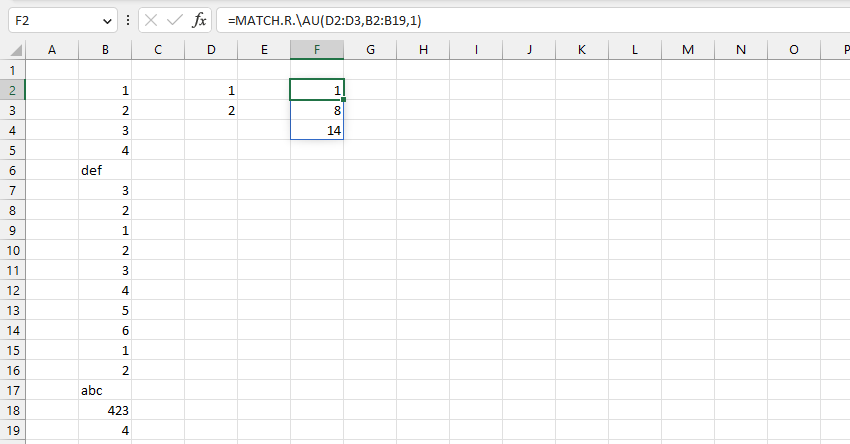 F2 fx =MATCH.R.\AU(D2:D3,B2:B19,1)
A B C D E F G H I J K L M N O P
1
2 1 1 1
3 2 2 8
4 3 14
5 4
6 def
7 3
8 2
9 1
10 2
11 3
12 4
13 5
14 6
15 1
16 2
17 abc
18 423
19 4